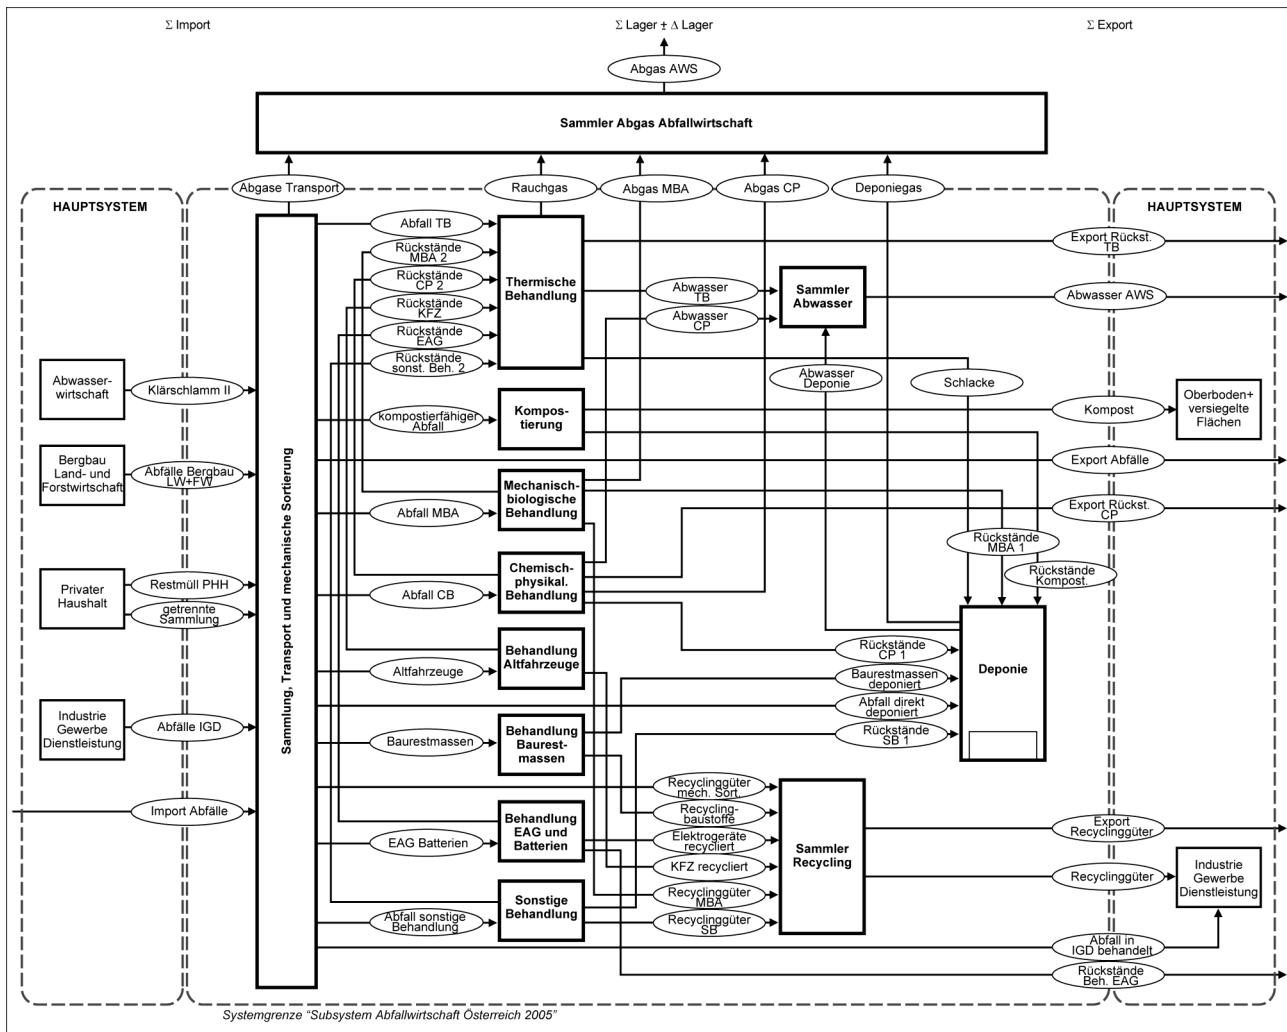 Σ Import
Σ Lager ± Δ Lager
Σ Export
Abgas AWS
Sammler Abgas Abfallwirtschaft
Abgase Transport
Rauchgas
Abgas MBA
Abgas CP
Deponiegas
HAUPTSYSTEM
HAUPTSYSTEM
Abwasser-
wirtschaft
Klärschlamm II
Bergbau
Land- und
Forstwirtschaft
Abfälle Bergbau
LW+FW
Privater
Haushalt
Restmüll PHH
getrennte
Sammlung
Industrie
Gewerbe
Dienstleistung
Abfälle IGD
Import Abfälle
Sammlung, Transport und mechanische Sortierung
Abfall TB
Rückstände
MBA 2
Rückstände
CP 2
Rückstände
KFZ
Rückstände
EAG
Rückstände
sonst. Beh. 2
kompostierfähiger
Abfall
Abfall MBA
Abfall CB
Altfahrzeuge
Baurestmassen
EAG Batterien
Abfall sonstige
Behandlung
Thermische
Behandlung
Kompos-
tierung
Mechanisch-
biologische
Behandlung
Chemisch-
physikal.
Behandlung
Behandlung
Altfahrzeuge
Behandlung
Baurest-
massen
Behandlung
EAG und
Batterien
Sonstige
Behandlung
Abwasser
TB
Abwasser
CP
Sammler
Abwasser
Abwasser
Deponie
Schlacke
Rückstände
MBA 1
Rückstände
Kompost.
Rückstände
CP 1
Baurestmassen
deponiert
Abfall direkt
deponiert
Rückstände
SB 1
Deponie
Recyclinggüter
mech. Sort.
Recycling-
baustoffe
Elektrogeräte
recycliert
KFZ recycliert
Recyclinggüter
MBA
Recyclinggüter
SB
Sammler
Recycling
Export Rückst.
TB
Abwasser AWS
Kompost
Oberboden+
versiegelte
Flächen
Export Abfälle
Export Rückst.
CP
Export
Recyclinggüter
Recyclinggüter
Industrie
Gewerbe
Dienstleistung
Abfall in
IGD behandelt
Rückstände
Beh. EAG
Systemgrenze "Subsystem Abfallwirtschaft Österreich 2005"